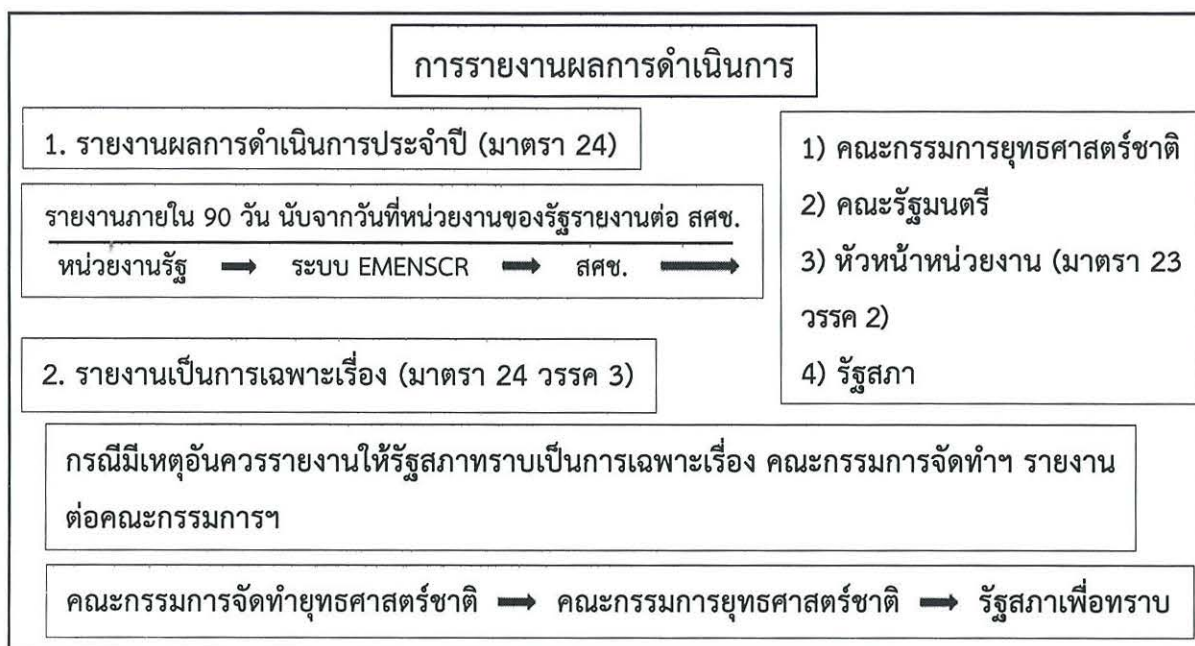 การรายงานผลการดำเนินการ
1. รายงานผลการดำเนินการประจำปี (มาตรา 24)
รายงานภายใน 90 วัน นับจากวันที่หน่วยงานของรัฐรายงานต่อ สศช.
หน่วยงานรัฐ ➡ ระบบ EMENSCR ➡ สศช. ➡
1) คณะกรรมการยุทธศาสตร์ชาติ
2) คณะรัฐมนตรี
3) หัวหน้าหน่วยงาน (มาตรา 23
วรรค 2)
4) รัฐสภา
2. รายงานเป็นการเฉพาะเรื่อง (มาตรา 24 วรรค 3)
กรณีมีเหตุอันควรรายงานให้รัฐสภาทราบเป็นการเฉพาะเรื่อง คณะกรรมการจัดทำฯ รายงาน
ต่อคณะกรรมการฯ
คณะกรรมการจัดทำยุทธศาสตร์ชาติ ➡ คณะกรรมการยุทธศาสตร์ชาติ ➡ รัฐสภาเพื่อทราบ